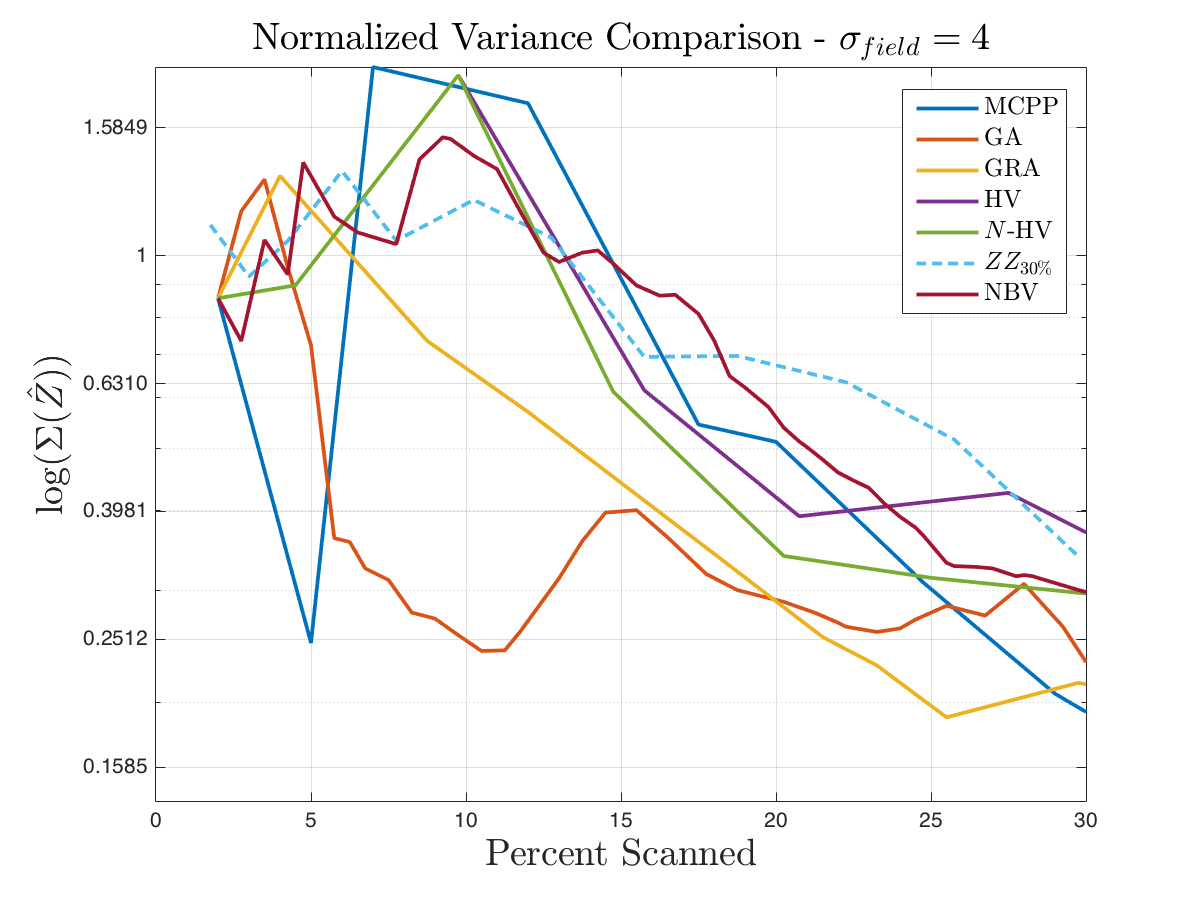 Normalized Variance Comparison - σ_field = 4
log(Σ(Ẑ))
1.5849
1
0.6310
0.3981
0.2512
0.1585
0 5 10 15 20 25 30
Percent Scanned
MCPP
GA
GRA
HV
N-HV
ZZ_30%
NBV